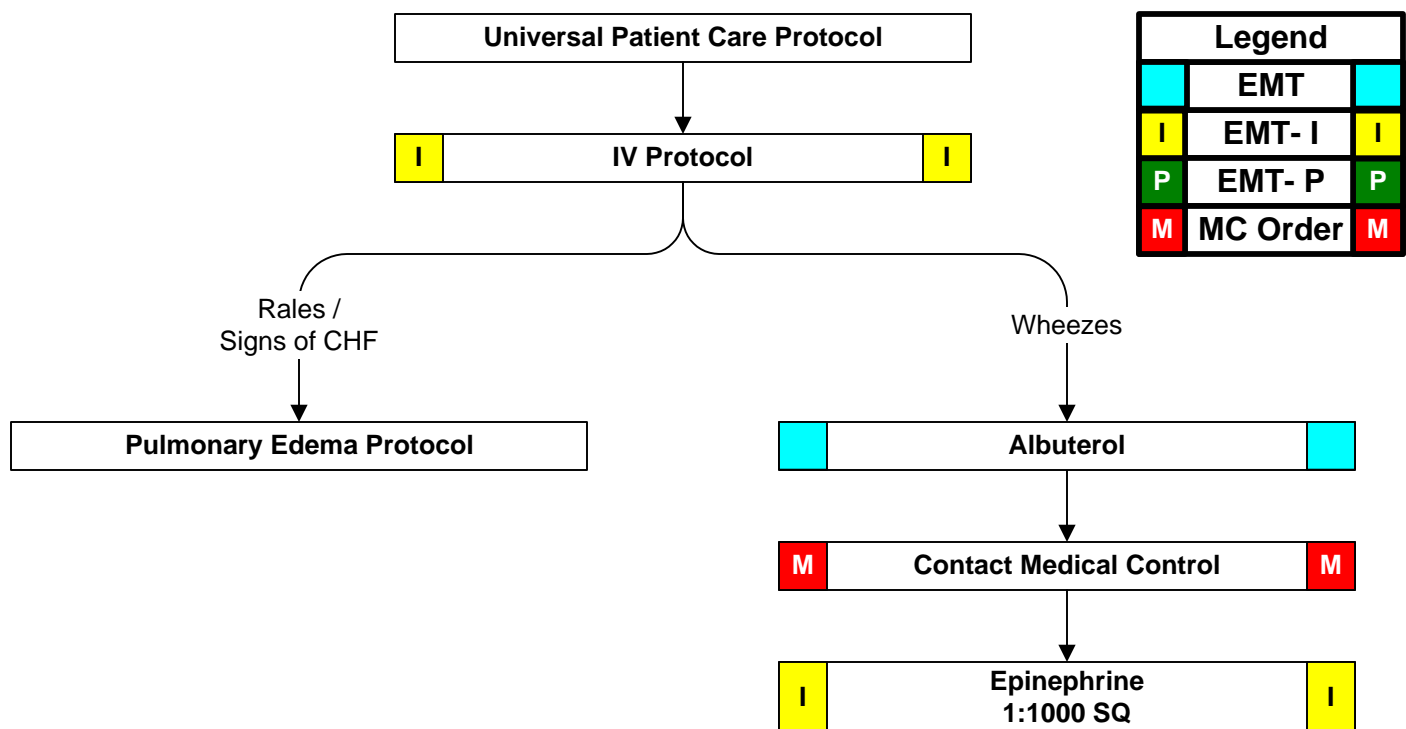 Universal Patient Care Protocol
Legend
EMT
I EMT- I I
P EMT- P P
M MC Order M
I IV Protocol I
Rales /
Signs of CHF
Wheezes
Pulmonary Edema Protocol
Albuterol
M Contact Medical Control M
I Epinephrine I
1:1000 SQ